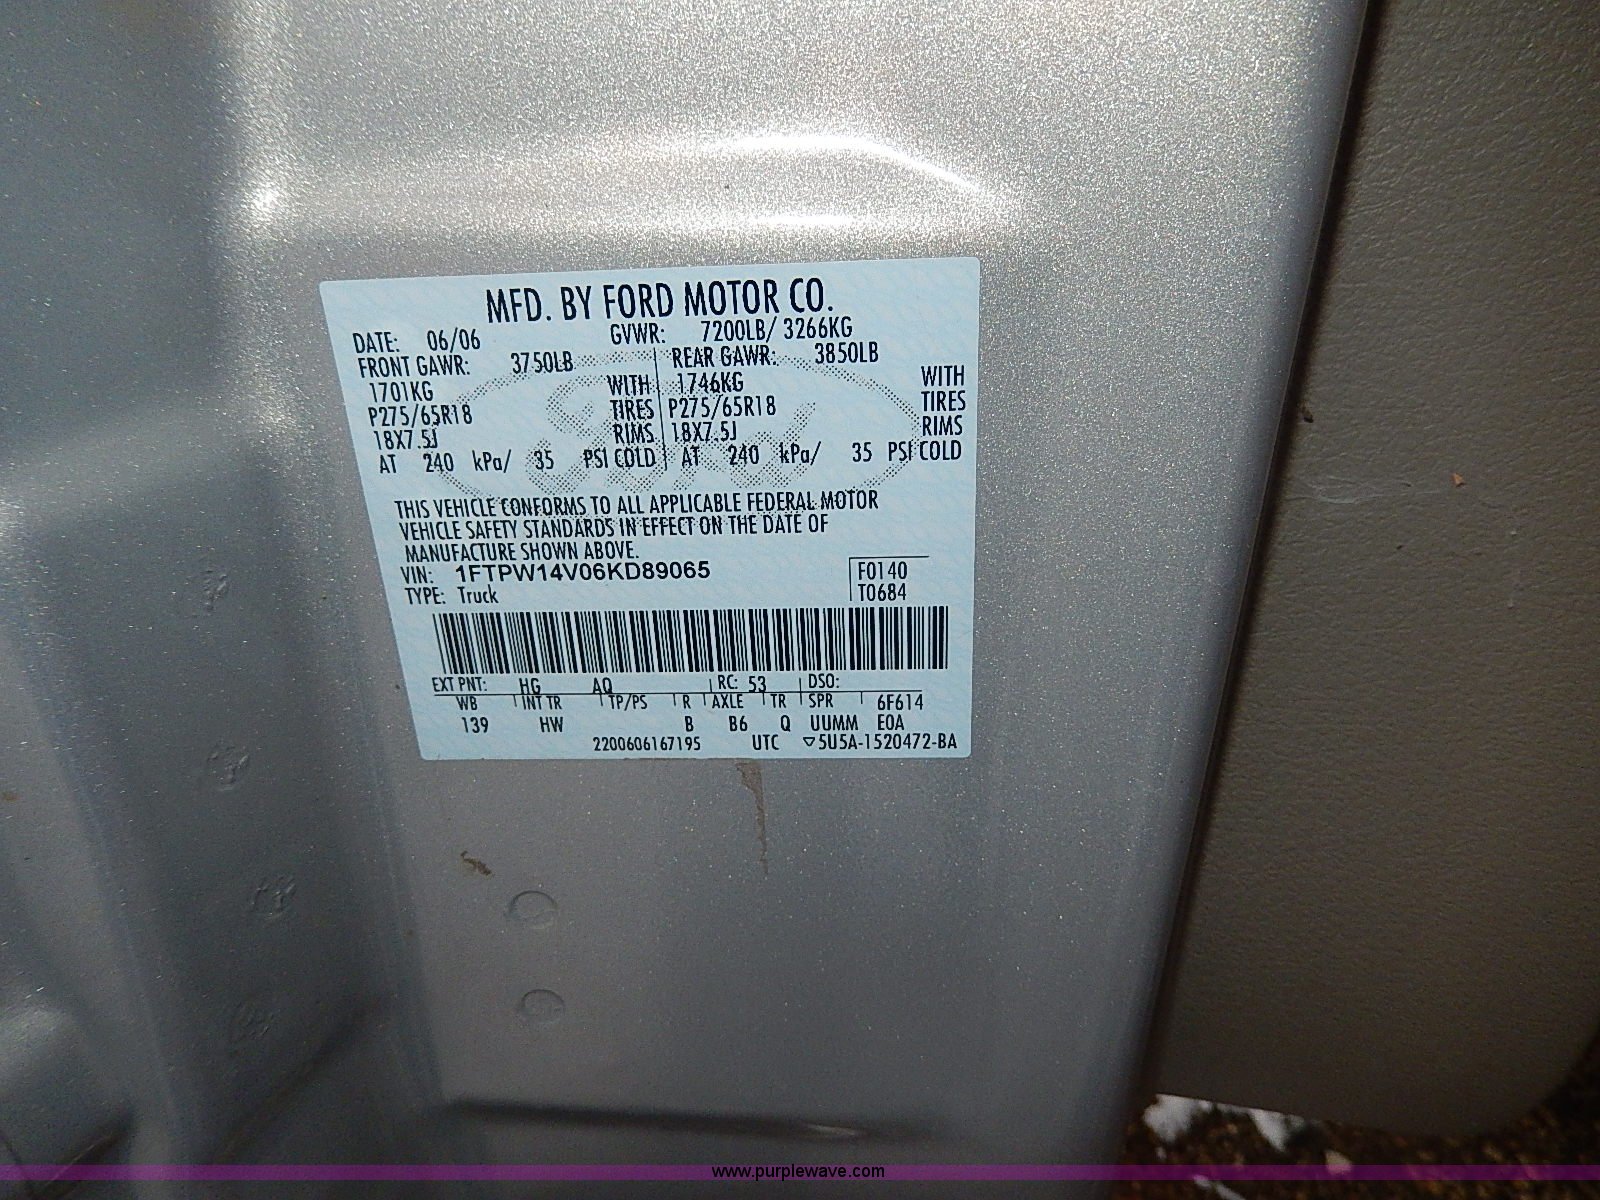 MFD. BY FORD MOTOR CO.
DATE: 06/06 GVWR: 7200LB/ 3266KG
FRONT GAWR: 3750LB REAR GAWR: 3850LB
1701KG WITH 1746KG WITH
P275/65R18 TIRES P275/65R18 TIRES
18X7.5J RIMS 18X7.5J RIMS
AT 240 kPa/ 35 PSI COLD AT 240 kPa/ 35 PSI COLD
THIS VEHICLE CONFORMS TO ALL APPLICABLE FEDERAL MOTOR
VEHICLE SAFETY STANDARDS IN EFFECT ON THE DATE OF
MANUFACTURE SHOWN ABOVE.
VIN: 1FTPW14V06KD89065 F0140
TYPE: Truck T0684
EXT PNT: HG AQ RC: 53 DSO:
WB INT TR TP/PS R AXLE TR SPR 6F614
139 HW B B6 Q UUMM E0A
2200606167195 UTC ▽5U5A-1520472-BA
www.purplewave.com